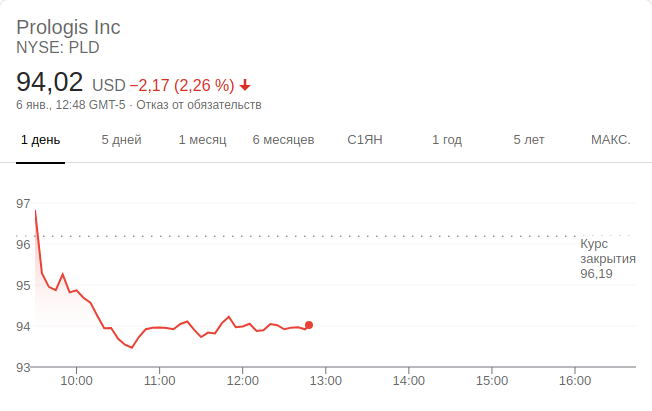 Prologis Inc
NYSE: PLD
94,02 USD −2,17 (2,26 %)
6 янв., 12:48 GMT-5 · Отказ от обязательств
1 день 5 дней 1 месяц 6 месяцев С1ЯН 1 год 5 лет МАКС.
97
96
95
94
93
Курс
закрытия
96,19
10:00 11:00 12:00 13:00 14:00 15:00 16:00